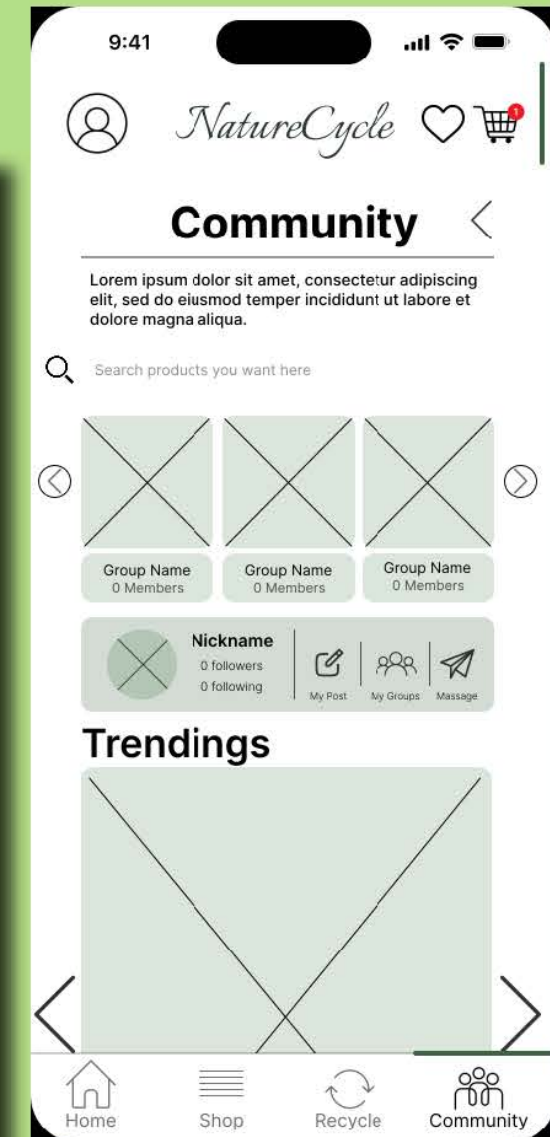 9:41
NatureCycle
1
Community
Lorem ipsum dolor sit amet, consectetur adipiscing
elit, sed do eiusmod temper incididunt ut labore et
dolore magna aliqua.
Search products you want here
Group Name
0 Members
Group Name
0 Members
Group Name
0 Members
Nickname
0 followers
0 following
My Post
My Groups
Massage
Trendings
Home
Shop
Recycle
Community